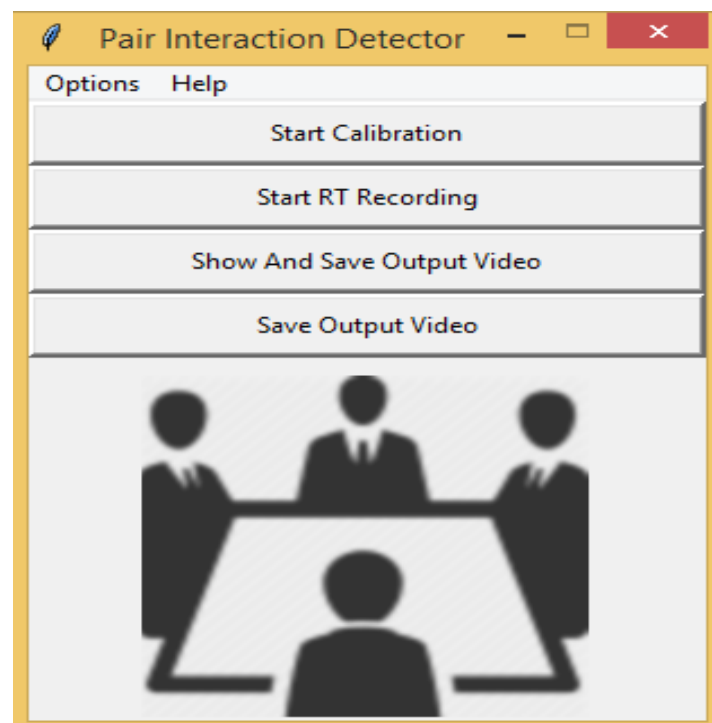 Pair Interaction Detector
Options Help
Start Calibration
Start RT Recording
Show And Save Output Video
Save Output Video